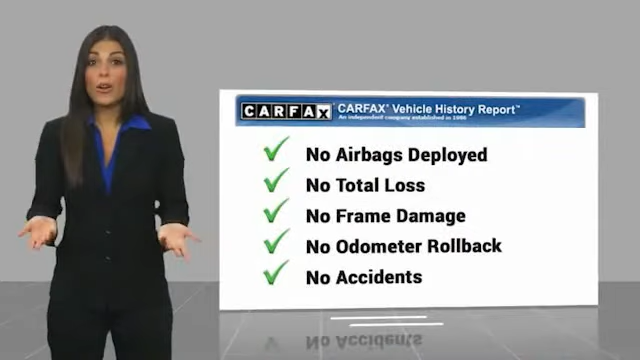 CARFAX CARFAX® Vehicle History Report™
An independent company established in 1986
No Airbags Deployed
No Total Loss
No Frame Damage
No Odometer Rollback
No Accidents